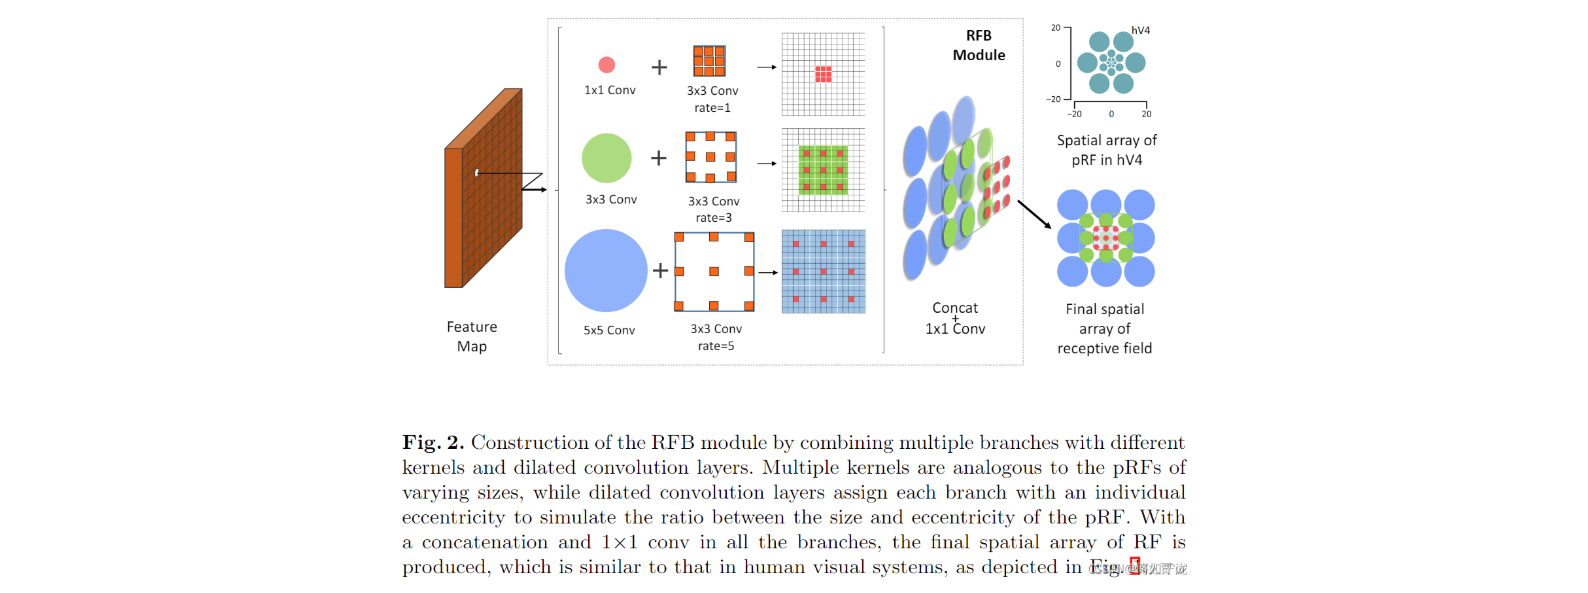 RFB
Module
20
0
−20
hV4
−20 0 20
Spatial array of
pRF in hV4
1x1 Conv
3x3 Conv
rate=1
3x3 Conv
3x3 Conv
rate=3
5x5 Conv
3x3 Conv
rate=5
Feature
Map
Concat
+
1x1 Conv
Final spatial
array of
receptive field
Fig. 2. Construction of the RFB module by combining multiple branches with different
kernels and dilated convolution layers. Multiple kernels are analogous to the pRFs of
varying sizes, while dilated convolution layers assign each branch with an individual
eccentricity to simulate the ratio between the size and eccentricity of the pRF. With
a concatenation and 1×1 conv in all the branches, the final spatial array of RF is
produced, which is similar to that in human visual systems, as depicted in Fig.